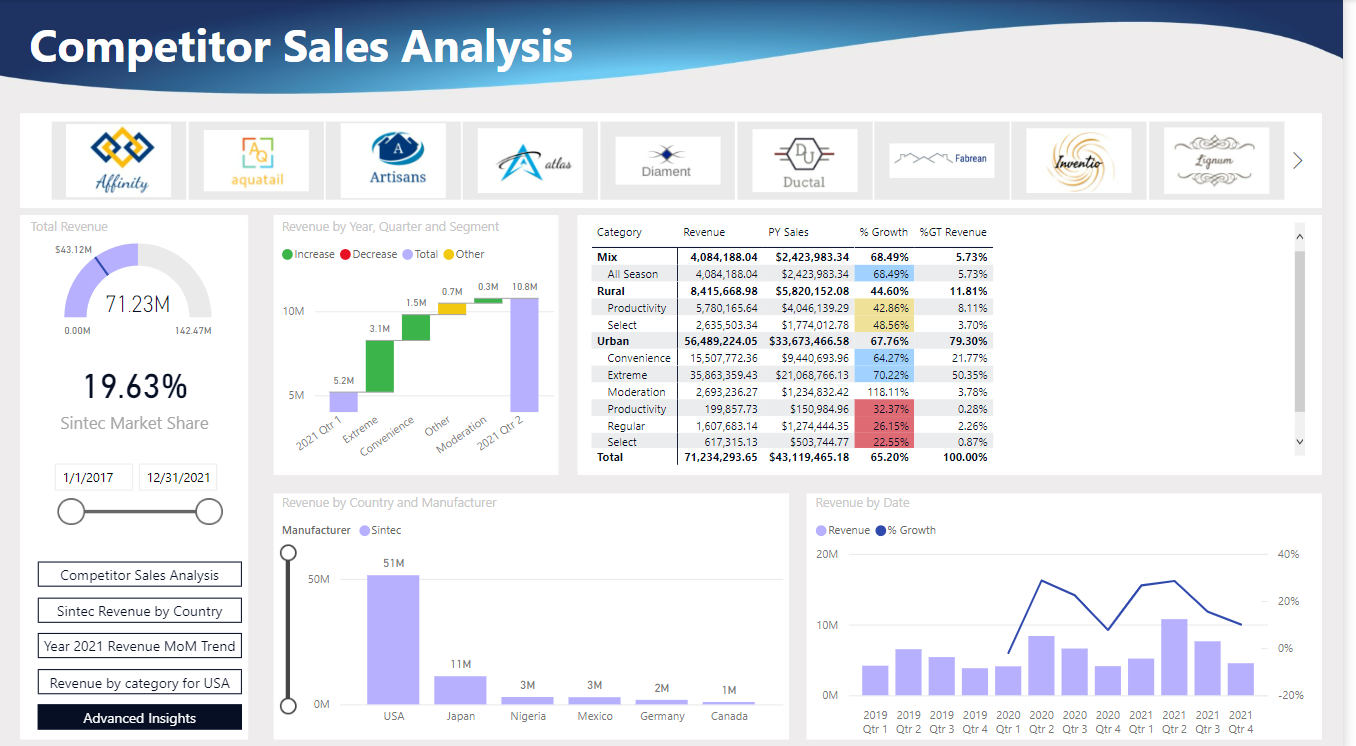 Competitor Sales Analysis
Affinity
AQ
aquatail
A
Artisans
atlas
Diament
DU
Ductal
Fabrean
Inventio
Lignum
Total Revenue
$43.12M
71.23M
0.00M
142.47M
19.63%
Sintec Market Share
1/1/2017
12/31/2021
Competitor Sales Analysis
Sintec Revenue by Country
Year 2021 Revenue MoM Trend
Revenue by category for USA
Advanced Insights
Revenue by Year, Quarter and Segment
Increase Decrease Total Other
10M
5M
5.2M
3.1M
1.5M
0.7M
0.3M
10.8M
2021 Qtr 1
Extreme
Convenience
Other
Moderation
2021 Qtr 2
Category Revenue PY Sales % Growth %GT Revenue
Mix 4,084,188.04 $2,423,983.34 68.49% 5.73%
All Season 4,084,188.04 $2,423,983.34 68.49% 5.73%
Rural 8,415,668.98 $5,820,152.08 44.60% 11.81%
Productivity 5,780,165.64 $4,046,139.29 42.86% 8.11%
Select 2,635,503.34 $1,774,012.78 48.56% 3.70%
Urban 56,489,224.05 $33,673,466.58 67.76% 79.30%
Convenience 15,507,772.36 $9,440,693.96 64.27% 21.77%
Extreme 35,863,359.43 $21,068,766.13 70.22% 50.35%
Moderation 2,693,236.27 $1,234,832.42 118.11% 3.78%
Productivity 199,857.73 $150,984.96 32.37% 0.28%
Regular 1,607,683.14 $1,274,444.35 26.15% 2.26%
Select 617,315.13 $503,744.77 22.55% 0.87%
Total 71,234,293.65 $43,119,465.18 65.20% 100.00%
Revenue by Country and Manufacturer
Manufacturer Sintec
50M
0M
51M
11M
3M
3M
2M
1M
USA Japan Nigeria Mexico Germany Canada
Revenue by Date
Revenue % Growth
20M
10M
0M
40%
20%
0%
-20%
2019 2019 2019 2019 2020 2020 2020 2020 2021 2021 2021 2021
Qtr 1 Qtr 2 Qtr 3 Qtr 4 Qtr 1 Qtr 2 Qtr 3 Qtr 4 Qtr 1 Qtr 2 Qtr 3 Qtr 4